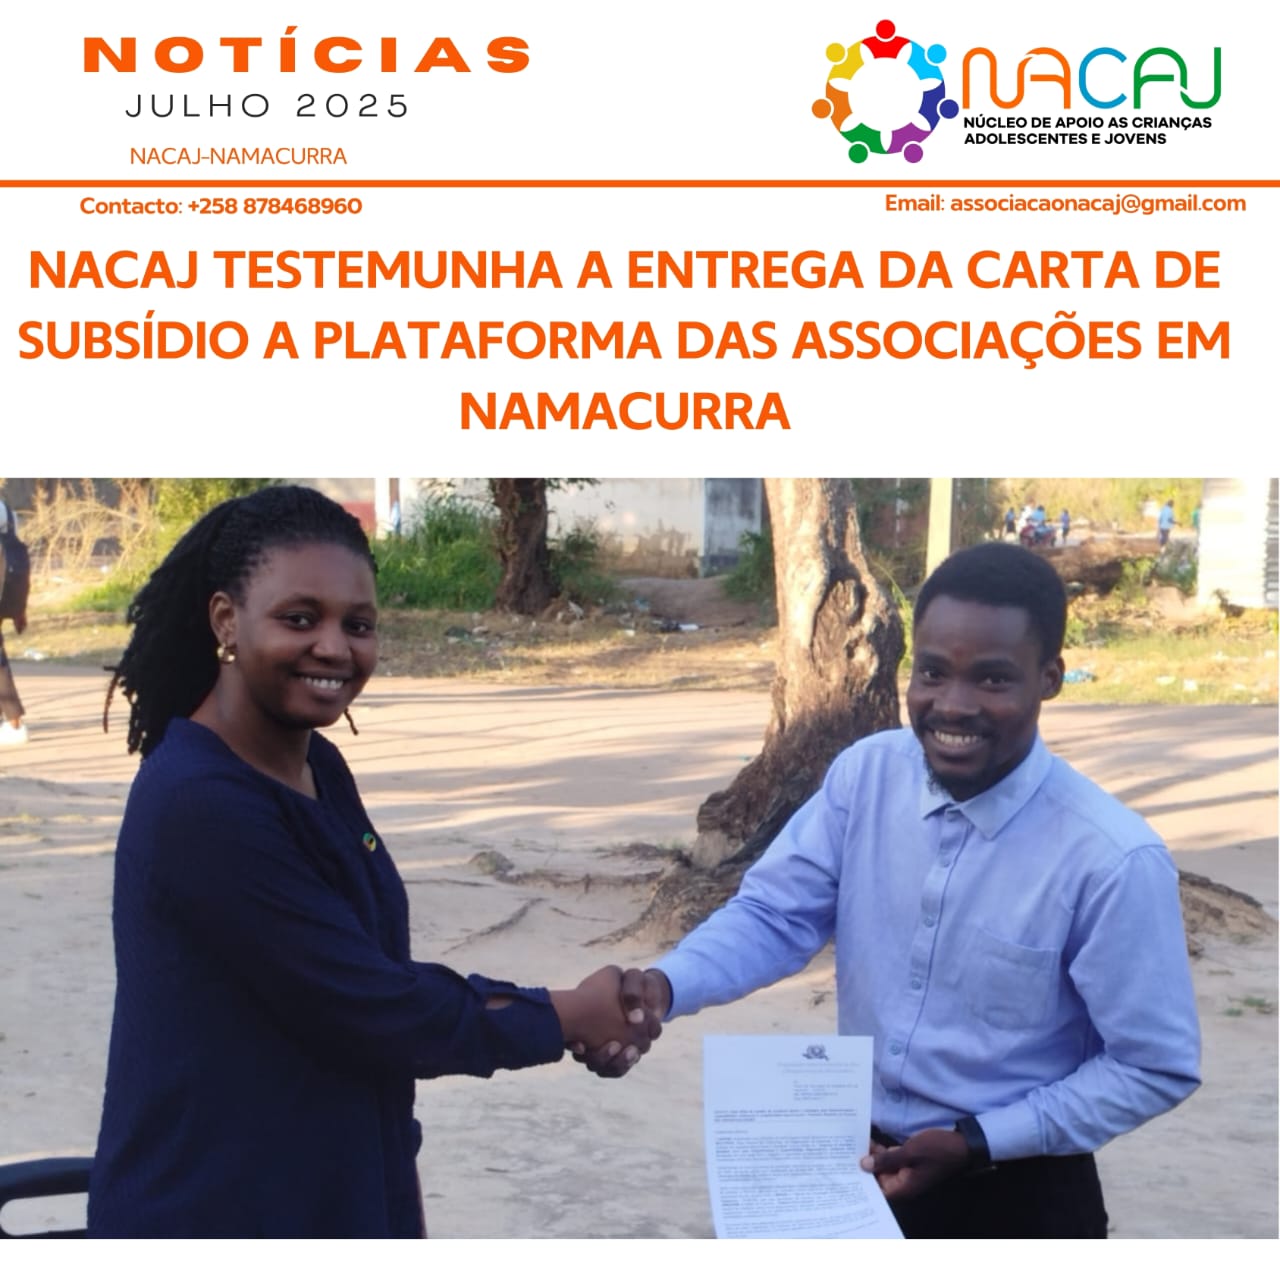 NOTÍCIAS
JULHO 2025
NACAJ-NAMACURRA
NACAJ
NÚCLEO DE APOIO AS CRIANÇAS
ADOLESCENTES E JOVENS
Contacto: +258 878468960
Email: associacaonacaj@gmail.com
NACAJ TESTEMUNHA A ENTREGA DA CARTA DE
SUBSÍDIO A PLATAFORMA DAS ASSOCIAÇÕES EM
NAMACURRA